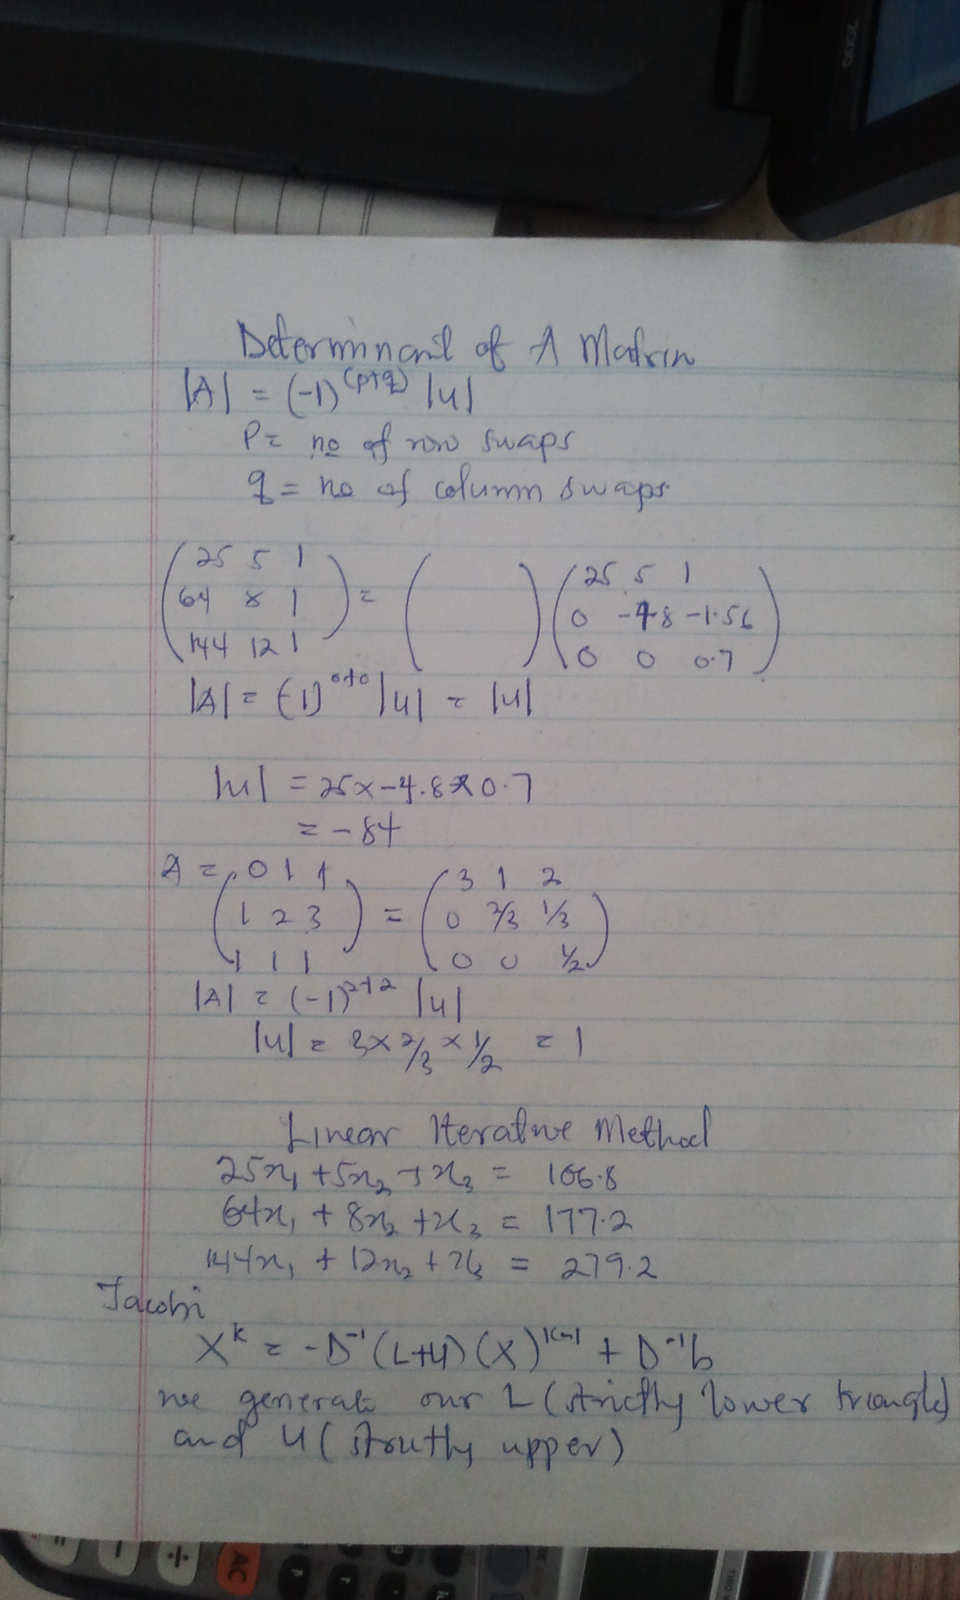 2000
Determinant of A Matrix
|A| = (-1)^(p+q) |U|
P = no of row swaps
q = no of column swaps
(25 5 1
64 8 1
144 12 1) = ( ) (25 5 1
0 -4.8 -1.56
0 0 0.7)
|A| = (-1)^0+0 |U| = |U|
|U| = 25 x -4.8 x 0.7
= -84
A = (0 1 1
1 2 3
1 1 1) = (3 1 2
0 2/3 1/3
0 0 1/2)
|A| = (-1)^2+2 |U|
|U| = 3 x 2/3 x 1/2 = 1
Linear Iterative Method
25x₁ + 5x₂ + x₃ = 106.8
64x₁ + 8x₂ + x₃ = 177.2
144x₁ + 12x₂ + x₃ = 279.2
Jacobi
X^k = -D^-1 (L+U) (X)^k-1 + D^-1 b
we generate our L (strictly lower triangle)
and U (strictly upper)
AC